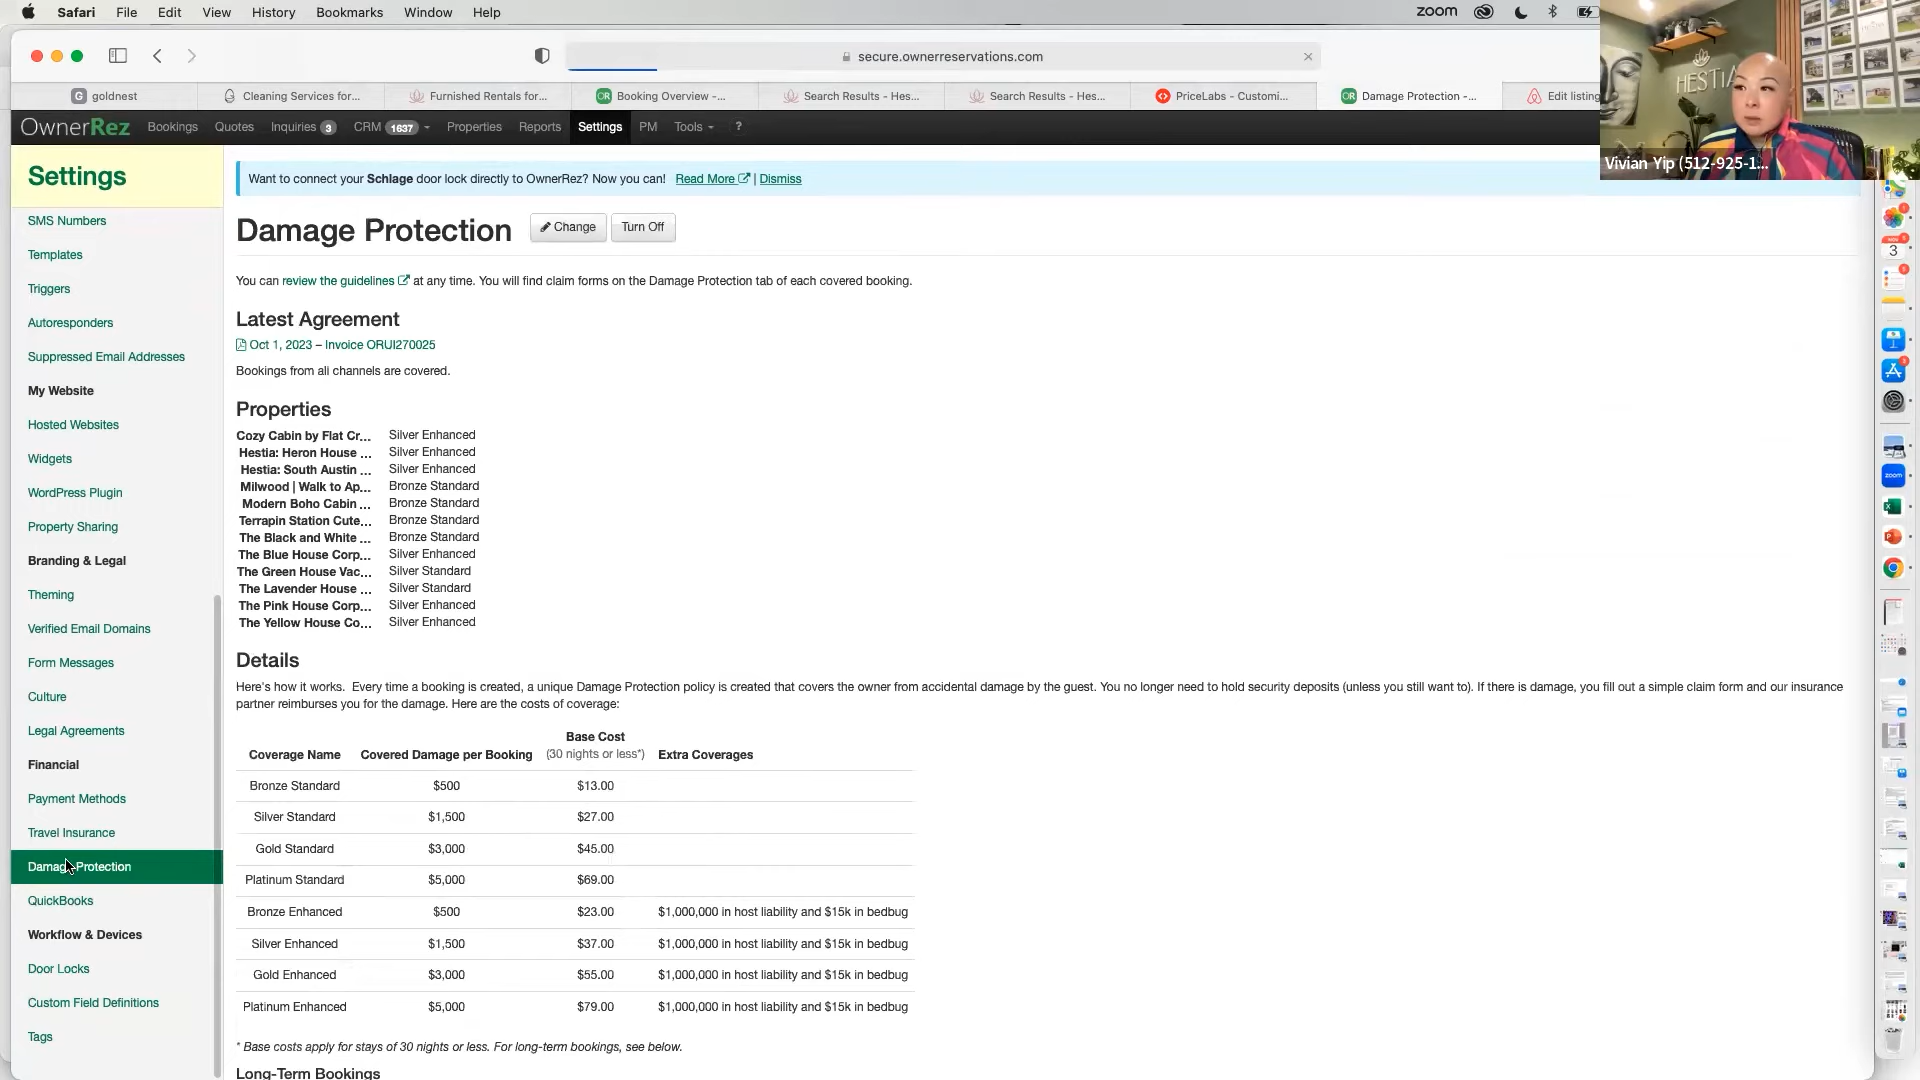 Safari File Edit View History Bookmarks Window Help zoom
secure.ownerreservations.com
goldnest Cleaning Services for... Furnished Rentals for... Booking Overview -... Search Results - Hes... Search Results - Hes... PriceLabs - Customi... Damage Protection -... Edit listing
OwnerRez Bookings Quotes Inquiries 3 CRM 1637 Properties Reports Settings PM Tools ?
HESTIA
Vivian Yip (512-925-1...
Settings
SMS Numbers
Templates
Triggers
Autoresponders
Suppressed Email Addresses
My Website
Hosted Websites
Widgets
WordPress Plugin
Property Sharing
Branding & Legal
Theming
Verified Email Domains
Form Messages
Culture
Legal Agreements
Financial
Payment Methods
Travel Insurance
Damage Protection
QuickBooks
Workflow & Devices
Door Locks
Custom Field Definitions
Tags
Want to connect your Schlage door lock directly to OwnerRez? Now you can! Read More | Dismiss
Damage Protection Change Turn Off
You can review the guidelines at any time. You will find claim forms on the Damage Protection tab of each covered booking.
Latest Agreement
Oct 1, 2023 – Invoice ORUI270025
Bookings from all channels are covered.
Properties
Cozy Cabin by Flat Cr... Silver Enhanced
Hestia: Heron House ... Silver Enhanced
Hestia: South Austin ... Silver Enhanced
Milwood | Walk to Ap... Bronze Standard
Modern Boho Cabin ... Bronze Standard
Terrapin Station Cute... Bronze Standard
The Black and White ... Bronze Standard
The Blue House Corp... Silver Enhanced
The Green House Vac... Silver Standard
The Lavender House ... Silver Standard
The Pink House Corp... Silver Enhanced
The Yellow House Co... Silver Enhanced
Details
Here's how it works. Every time a booking is created, a unique Damage Protection policy is created that covers the owner from accidental damage by the guest. You no longer need to hold security deposits (unless you still want to). If there is damage, you fill out a simple claim form and our insurance
partner reimburses you for the damage. Here are the costs of coverage:
Coverage Name Covered Damage per Booking Base Cost (30 nights or less*) Extra Coverages
Bronze Standard $500 $13.00
Silver Standard $1,500 $27.00
Gold Standard $3,000 $45.00
Platinum Standard $5,000 $69.00
Bronze Enhanced $500 $23.00 $1,000,000 in host liability and $15k in bedbug
Silver Enhanced $1,500 $37.00 $1,000,000 in host liability and $15k in bedbug
Gold Enhanced $3,000 $55.00 $1,000,000 in host liability and $15k in bedbug
Platinum Enhanced $5,000 $79.00 $1,000,000 in host liability and $15k in bedbug
* Base costs apply for stays of 30 nights or less. For long-term bookings, see below.
Long-Term Bookings
3
zoom